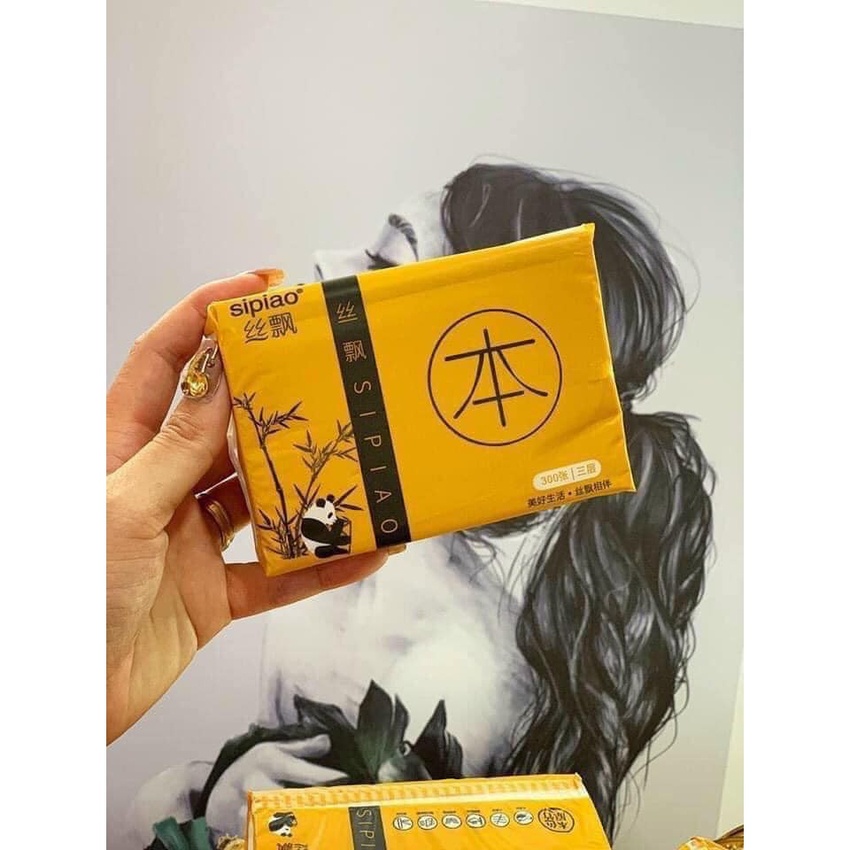 sipiao®
丝飘
丝飘 SIPIAO
本
300张 | 三层
美好生活·丝飘相伴
SIPI